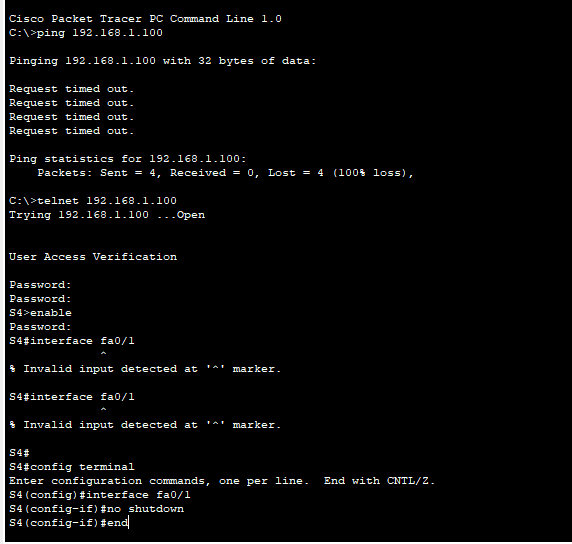 Cisco Packet Tracer PC Command Line 1.0
C:\>ping 192.168.1.100

Pinging 192.168.1.100 with 32 bytes of data:

Request timed out.
Request timed out.
Request timed out.
Request timed out.

Ping statistics for 192.168.1.100:
    Packets: Sent = 4, Received = 0, Lost = 4 (100% loss),

C:\>telnet 192.168.1.100
Trying 192.168.1.100 ...Open


User Access Verification

Password:
Password:
S4>enable
Password:
S4#interface fa0/1
             ^
% Invalid input detected at '^' marker.

S4#interface fa0/1
             ^
% Invalid input detected at '^' marker.

S4#
S4#config terminal
Enter configuration commands, one per line.  End with CNTL/Z.
S4(config)#interface fa0/1
S4(config-if)#no shutdown
S4(config-if)#end